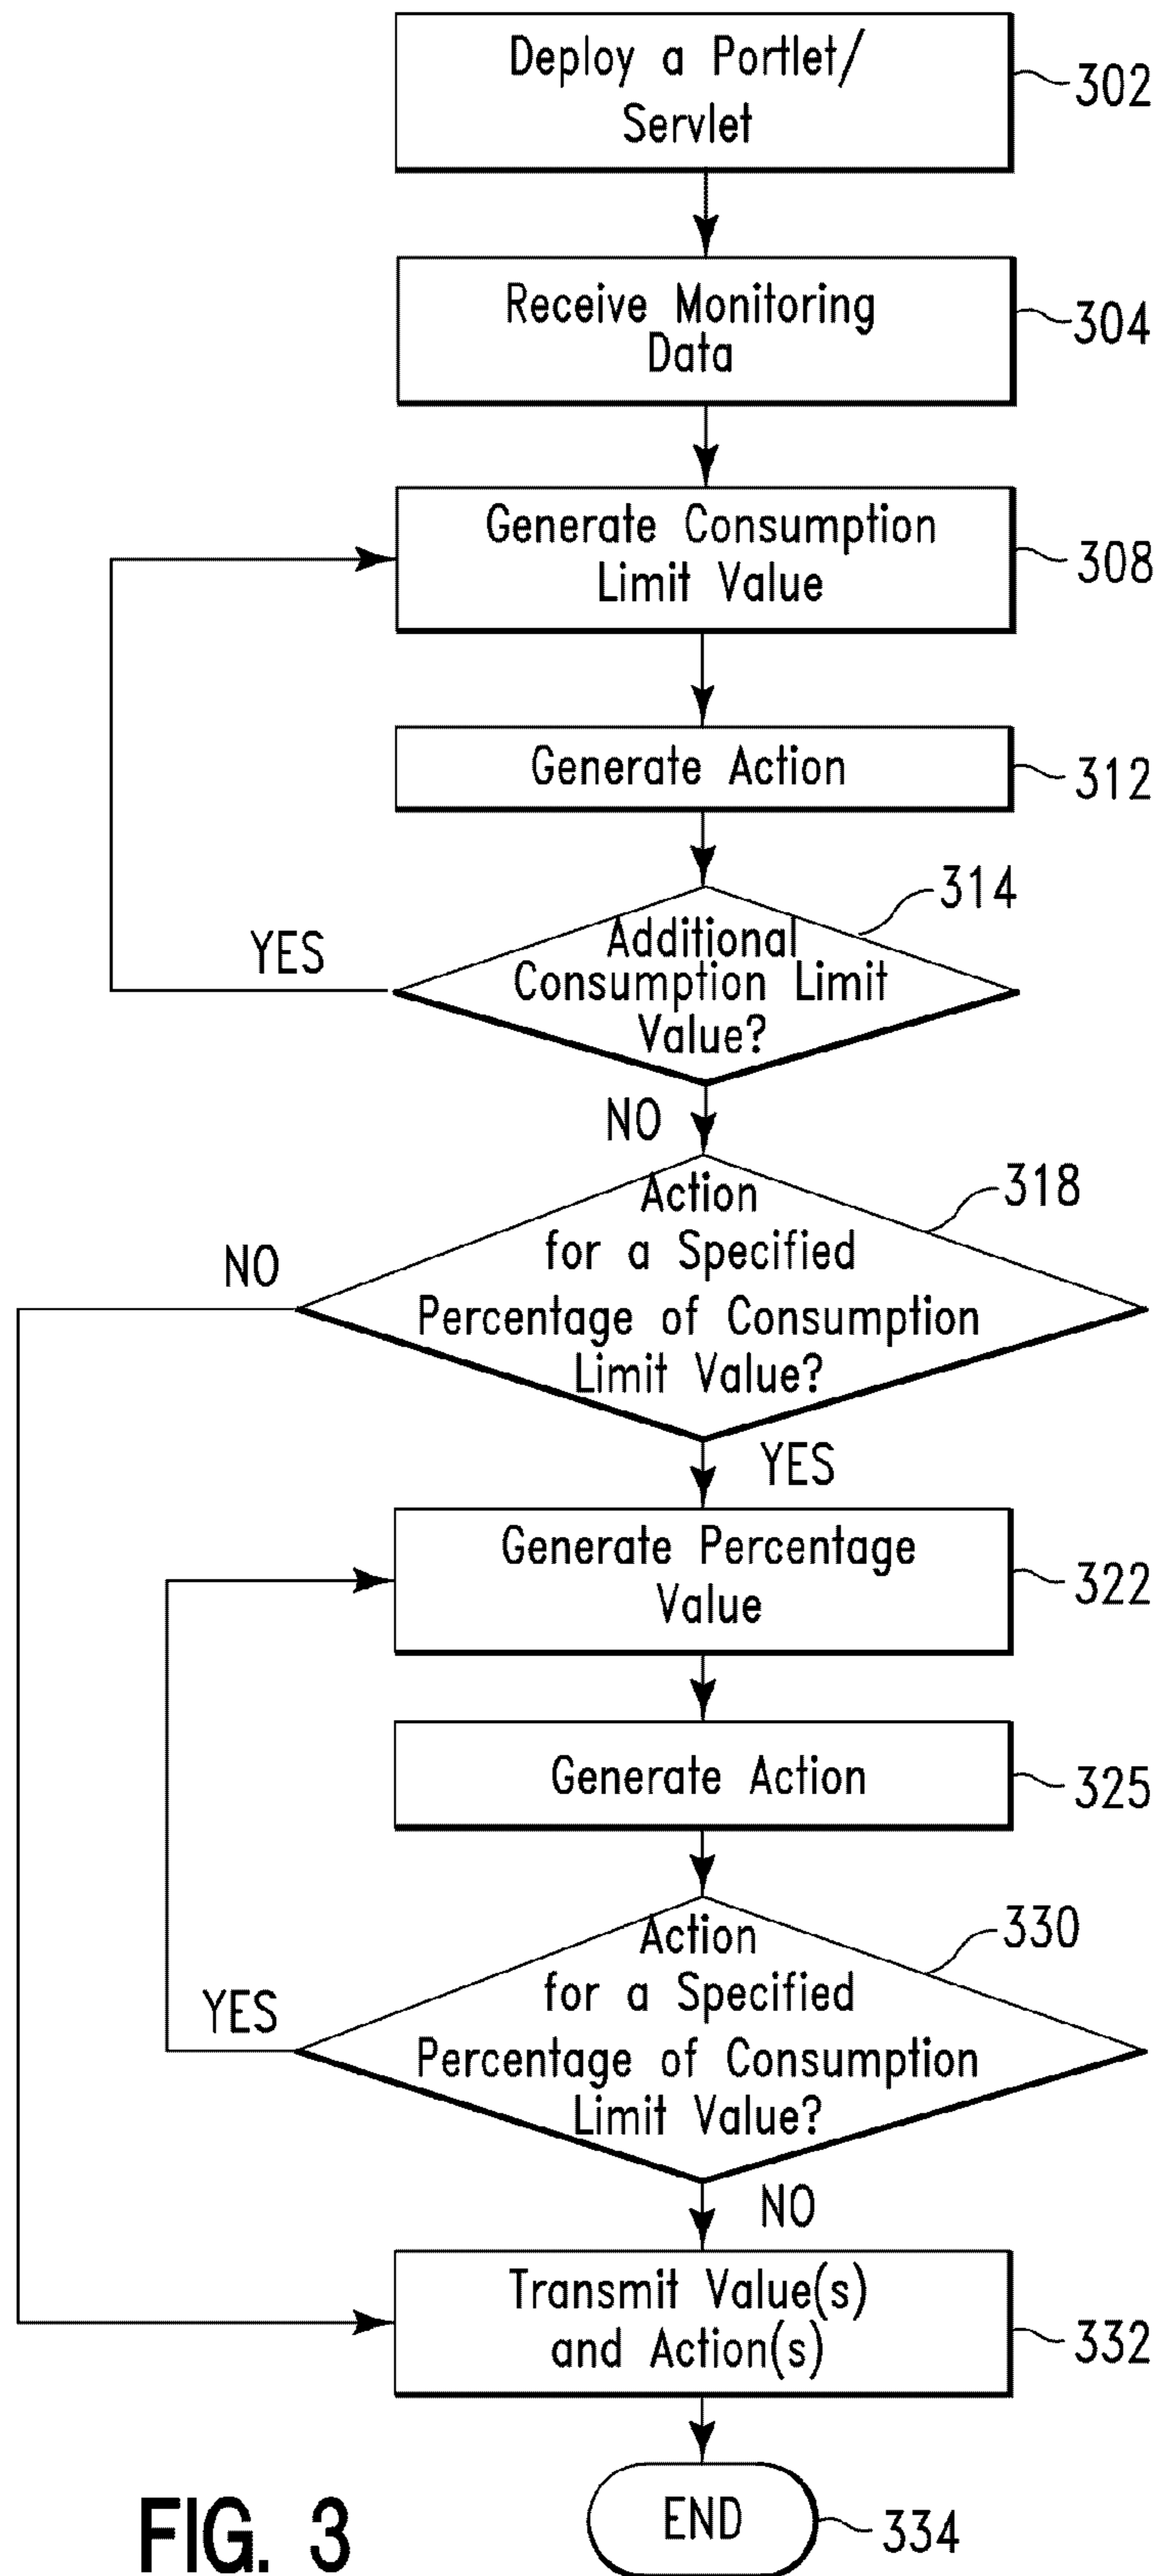 Deploy a Portlet/
Servlet
302
Receive Monitoring
Data
304
Generate Consumption
Limit Value
308
Generate Action
312
314
Additional
Consumption Limit
Value?
YES
NO
318
Action
for a Specified
Percentage of Consumption
Limit Value?
NO
YES
Generate Percentage
Value
322
Generate Action
325
330
Action
for a Specified
Percentage of Consumption
Limit Value?
YES
NO
Transmit Value(s)
and Action(s)
332
END
334
FIG. 3